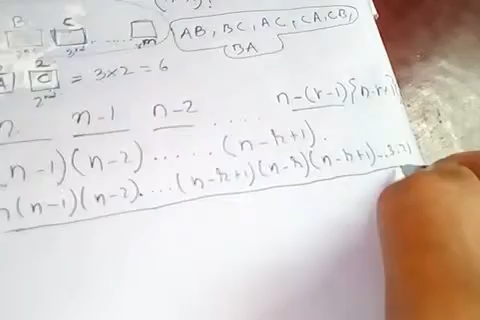 B C
2nd 3rd ...... m
AB, BC, AC, CA, CB,
BA
A C = 3×2 = 6
2nd
n n-1 n-2 ..... n-(r-1){n-r+1}
n-1)(n-2)......(n-r+1).
n(n-1)(n-2)....(n-r+1)(n-r)(n-r+1)...3.2.1